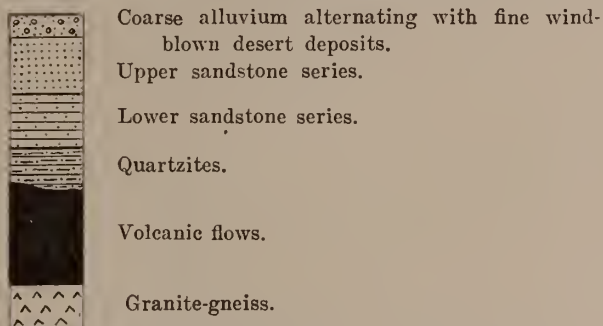 Coarse alluvium alternating with fine wind-
blown desert deposits.
Upper sandstone series.
Lower sandstone series.
Quartzites.
Volcanic flows.
Granite-gneiss.